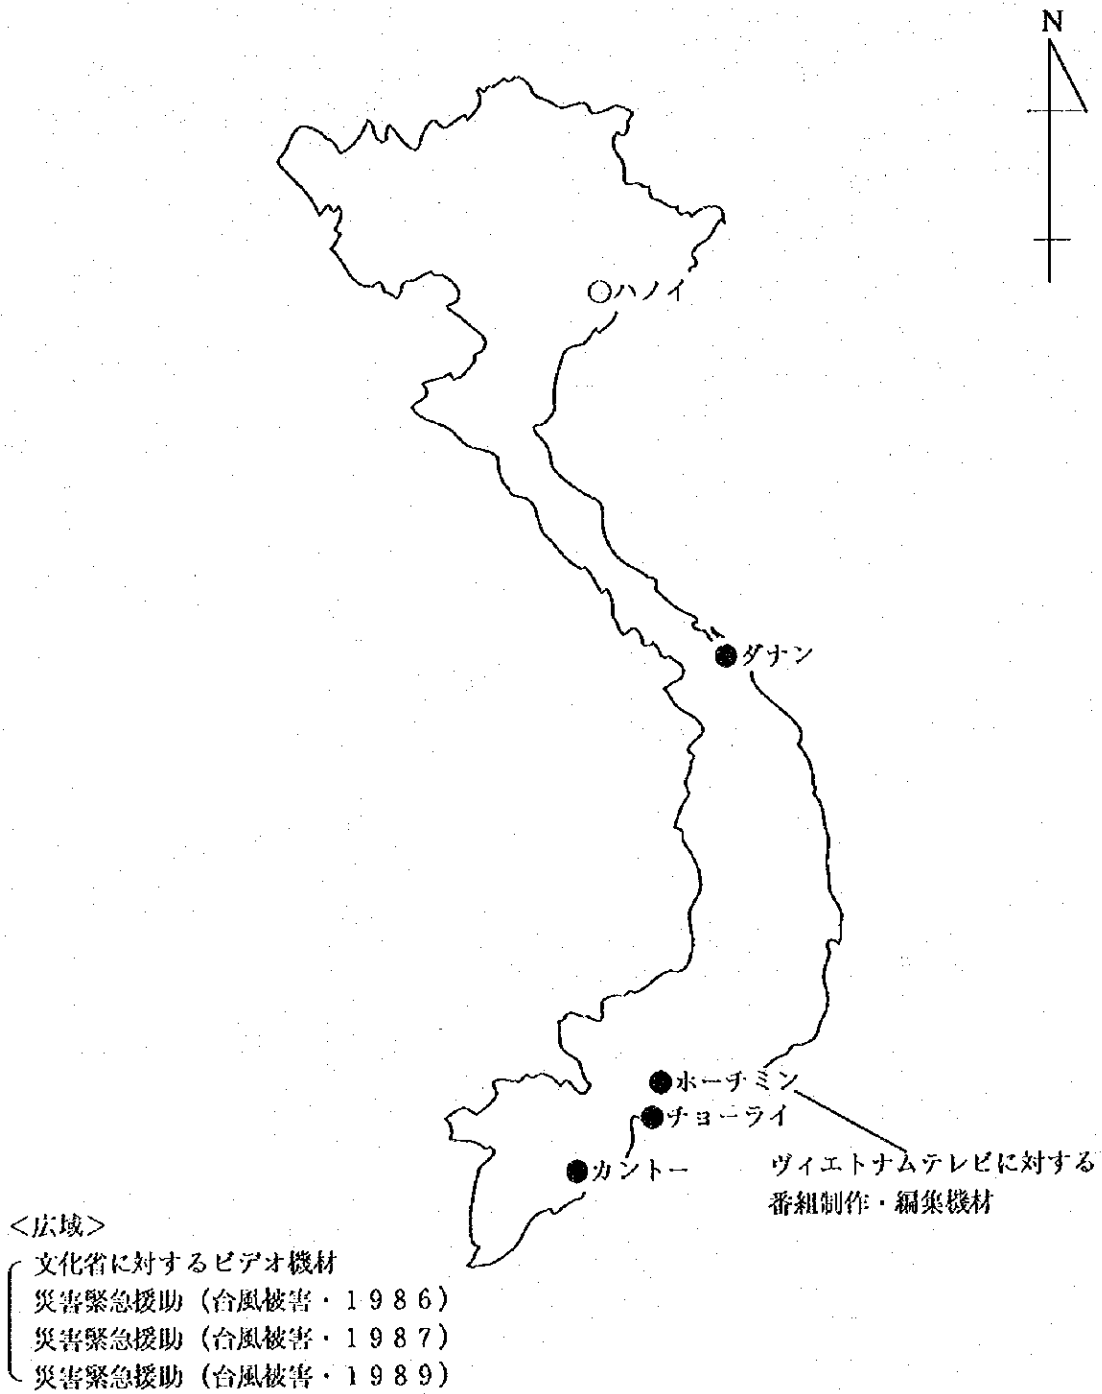 N
○ハノイ
●ダナン
●ホーチミン
●チョーライ
●カントー
ヴィエトナムテレビに対する
番組制作・編集機材
＜広域＞
文化省に対するビデオ機材
災害緊急援助（台風被害・１９８６）
災害緊急援助（台風被害・１９８７）
災害緊急援助（台風被害・１９８９）